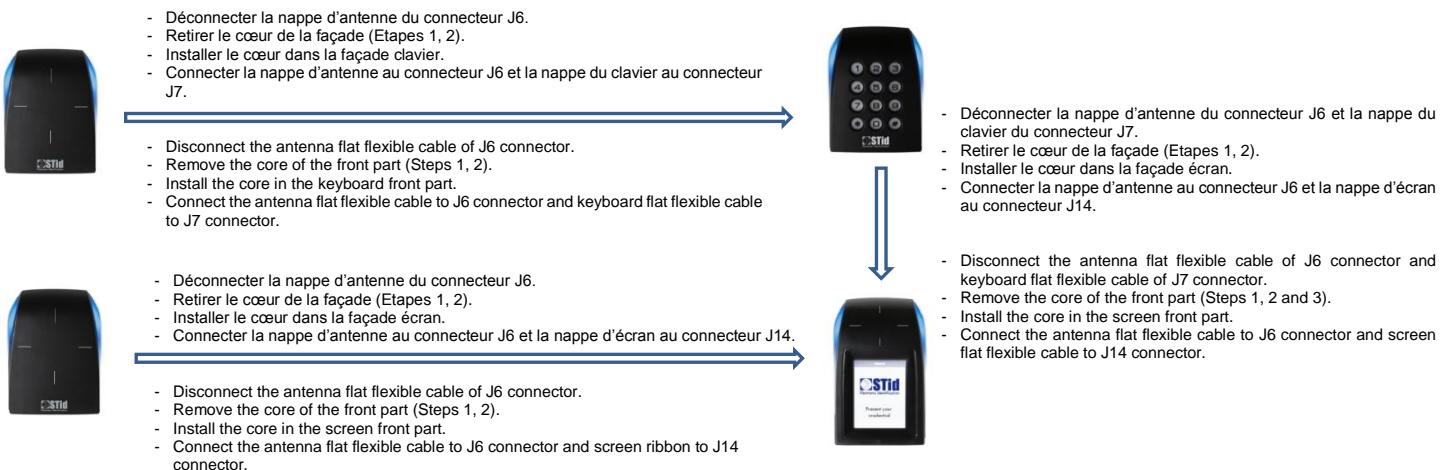 - Déconnecter la nappe d'antenne du connecteur J6.
- Retirer le cœur de la façade (Etapes 1, 2).
- Installer le cœur dans la façade clavier.
- Connecter la nappe d'antenne au connecteur J6 et la nappe du clavier au connecteur
J7.
- Disconnect the antenna flat flexible cable of J6 connector.
- Remove the core of the front part (Steps 1, 2).
- Install the core in the keyboard front part.
- Connect the antenna flat flexible cable to J6 connector and keyboard flat flexible cable
to J7 connector.
STid
1 2 3
4 5 6
7 8 9
* 0 #
STid
- Déconnecter la nappe d'antenne du connecteur J6 et la nappe du
clavier du connecteur J7.
- Retirer le cœur de la façade (Etapes 1, 2).
- Installer le cœur dans la façade écran.
- Connecter la nappe d'antenne au connecteur J6 et la nappe d'écran
au connecteur J14.
- Disconnect the antenna flat flexible cable of J6 connector and
keyboard flat flexible cable of J7 connector.
- Remove the core of the front part (Steps 1, 2 and 3).
- Install the core in the screen front part.
- Connect the antenna flat flexible cable to J6 connector and screen
flat flexible cable to J14 connector.
- Déconnecter la nappe d'antenne du connecteur J6.
- Retirer le cœur de la façade (Etapes 1, 2).
- Installer le cœur dans la façade écran.
- Connecter la nappe d'antenne au connecteur J6 et la nappe d'écran au connecteur J14.
- Disconnect the antenna flat flexible cable of J6 connector.
- Remove the core of the front part (Steps 1, 2).
- Install the core in the screen front part.
- Connect the antenna flat flexible cable to J6 connector and screen ribbon to J14
connector.
STid
STid
Present your
credential